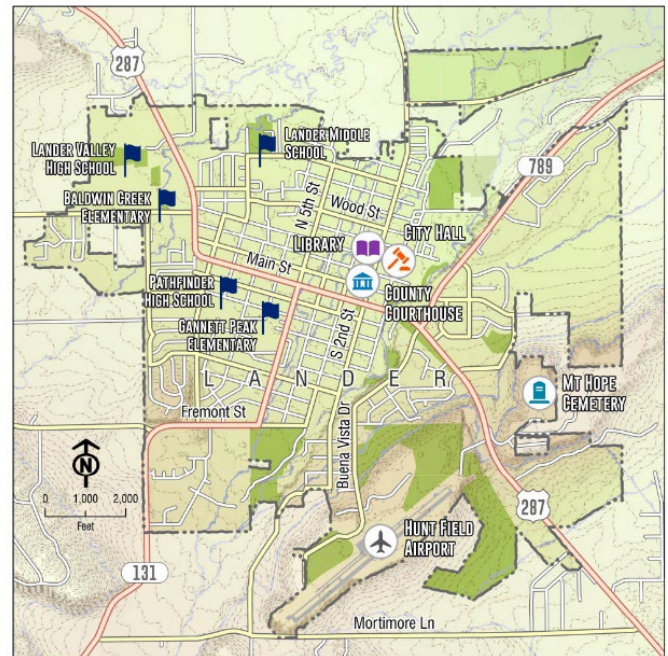 287
LANDER VALLEY
HIGH SCHOOL
LANDER MIDDLE
SCHOOL
789
BALDWIN CREEK
ELEMENTARY
N 5th St
Wood St
LIBRARY
CITY HALL
Main St
PATHFINDER
HIGH SCHOOL
COUNTY
COURTHOUSE
GANNETT PEAK
ELEMENTARY
S 2nd St
LANDER
MT HOPE
CEMETERY
Fremont St
Buena Vista Dr
N
0 1,000 2,000
Feet
287
HUNT FIELD
AIRPORT
131
Mortimore Ln